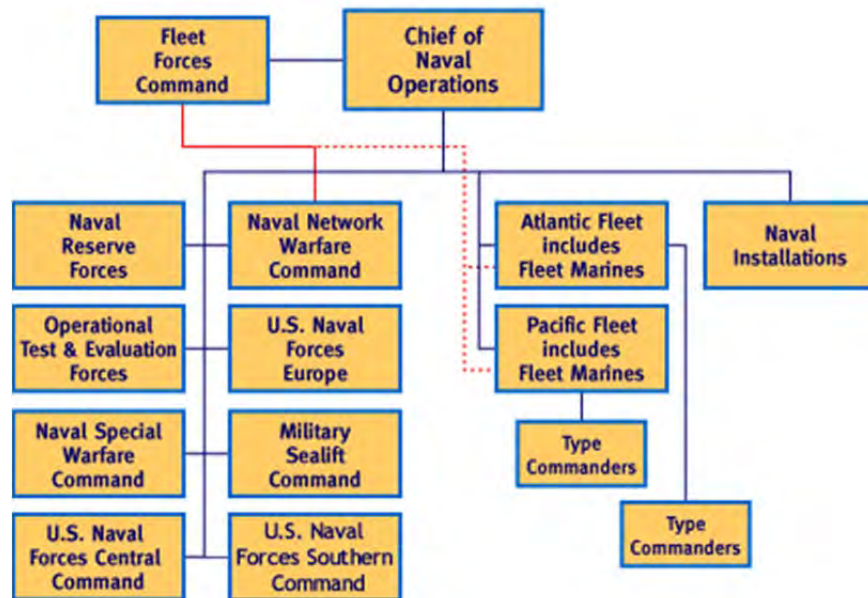 Fleet
Forces
Command
Chief of
Naval
Operations
Naval
Reserve
Forces
Naval Network
Warfare
Command
Atlantic Fleet
includes
Fleet Marines
Naval
Installations
Operational
Test & Evaluation
Forces
U.S. Naval
Forces
Europe
Pacific Fleet
includes
Fleet Marines
Naval Special
Warfare
Command
Military
Sealift
Command
Type
Commanders
U.S. Naval
Forces Central
Command
U.S. Naval
Forces Southern
Command
Type
Commanders